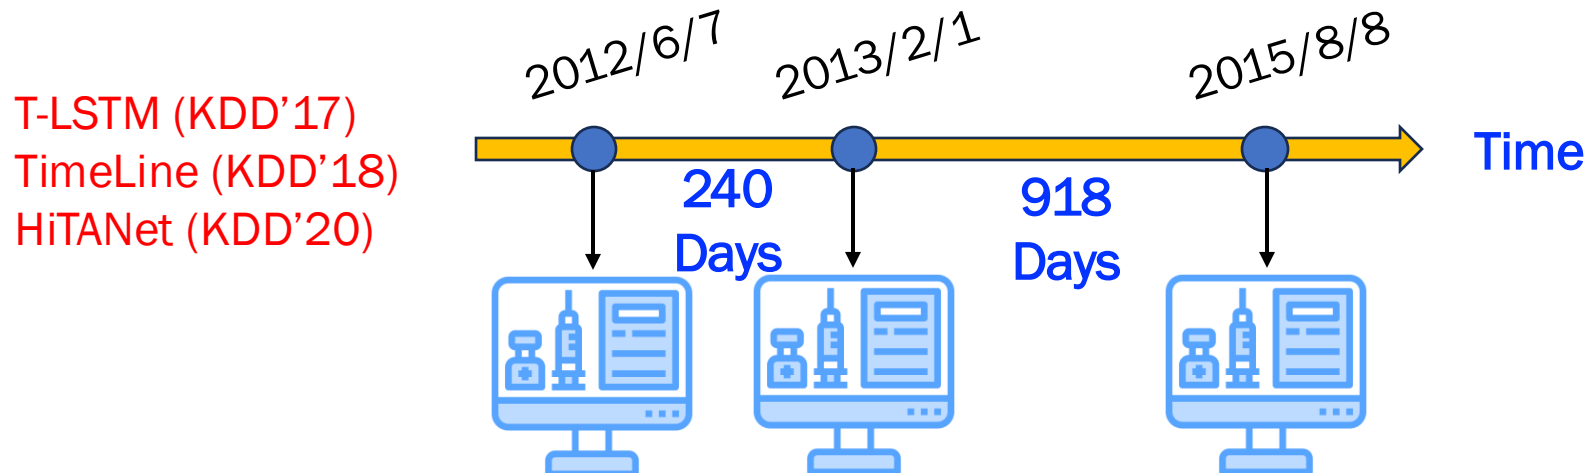 2012/6/7
2013/2/1
2015/8/8
T-LSTM (KDD’17)
TimeLine (KDD’18)
HiTANet (KDD’20)
Time
240
Days
918
Days